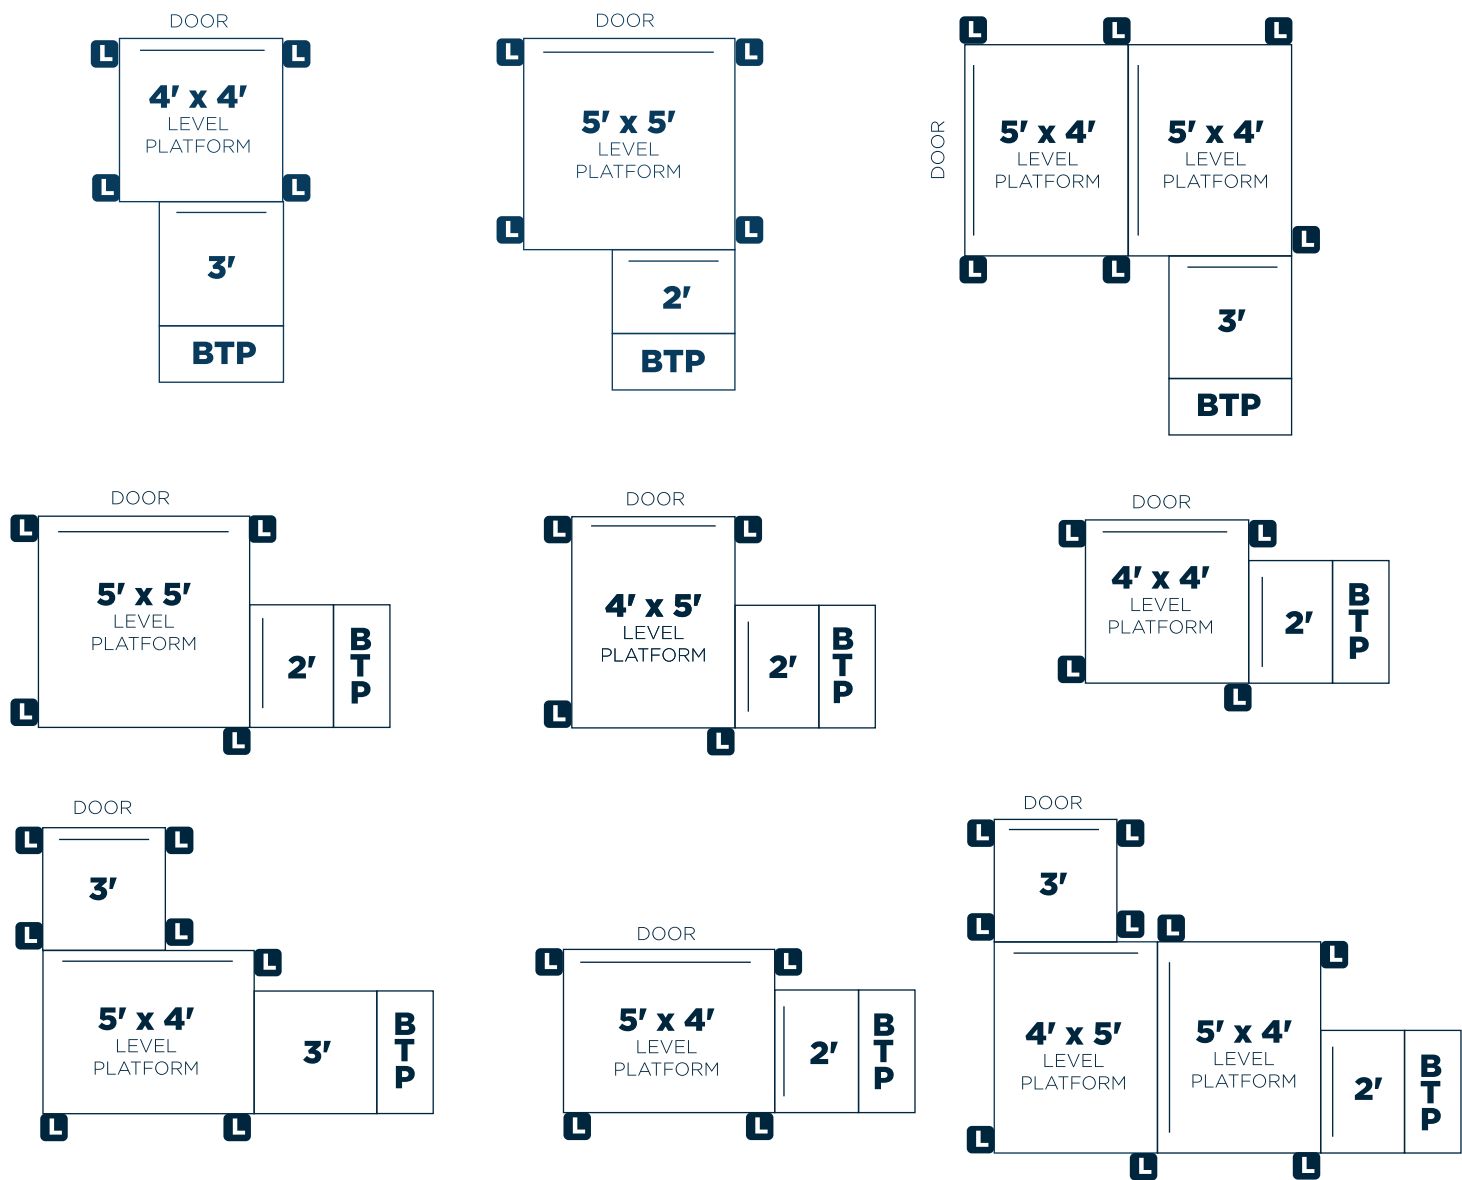 DOOR
L L
4' x 4'
LEVEL
PLATFORM
L L
3'
BTP
DOOR
L L
5' x 5'
LEVEL
PLATFORM
L L
2'
BTP
L L L
DOOR
5' x 4'
LEVEL
PLATFORM
5' x 4'
LEVEL
PLATFORM
L
L L
3'
BTP
DOOR
L L
5' x 5'
LEVEL
PLATFORM
2'
B
T
P
L
L
DOOR
L L
4' x 5'
LEVEL
PLATFORM
2'
B
T
P
L
L
DOOR
L L
4' x 4'
LEVEL
PLATFORM
2'
B
T
P
L
L
DOOR
L L
3'
L L
L
5' x 4'
LEVEL
PLATFORM
3'
B
T
P
L L
DOOR
L L
5' x 4'
LEVEL
PLATFORM
2'
B
T
P
L L
DOOR
L L
3'
L L L
L
4' x 5'
LEVEL
PLATFORM
5' x 4'
LEVEL
PLATFORM
2'
B
T
P
L
L L